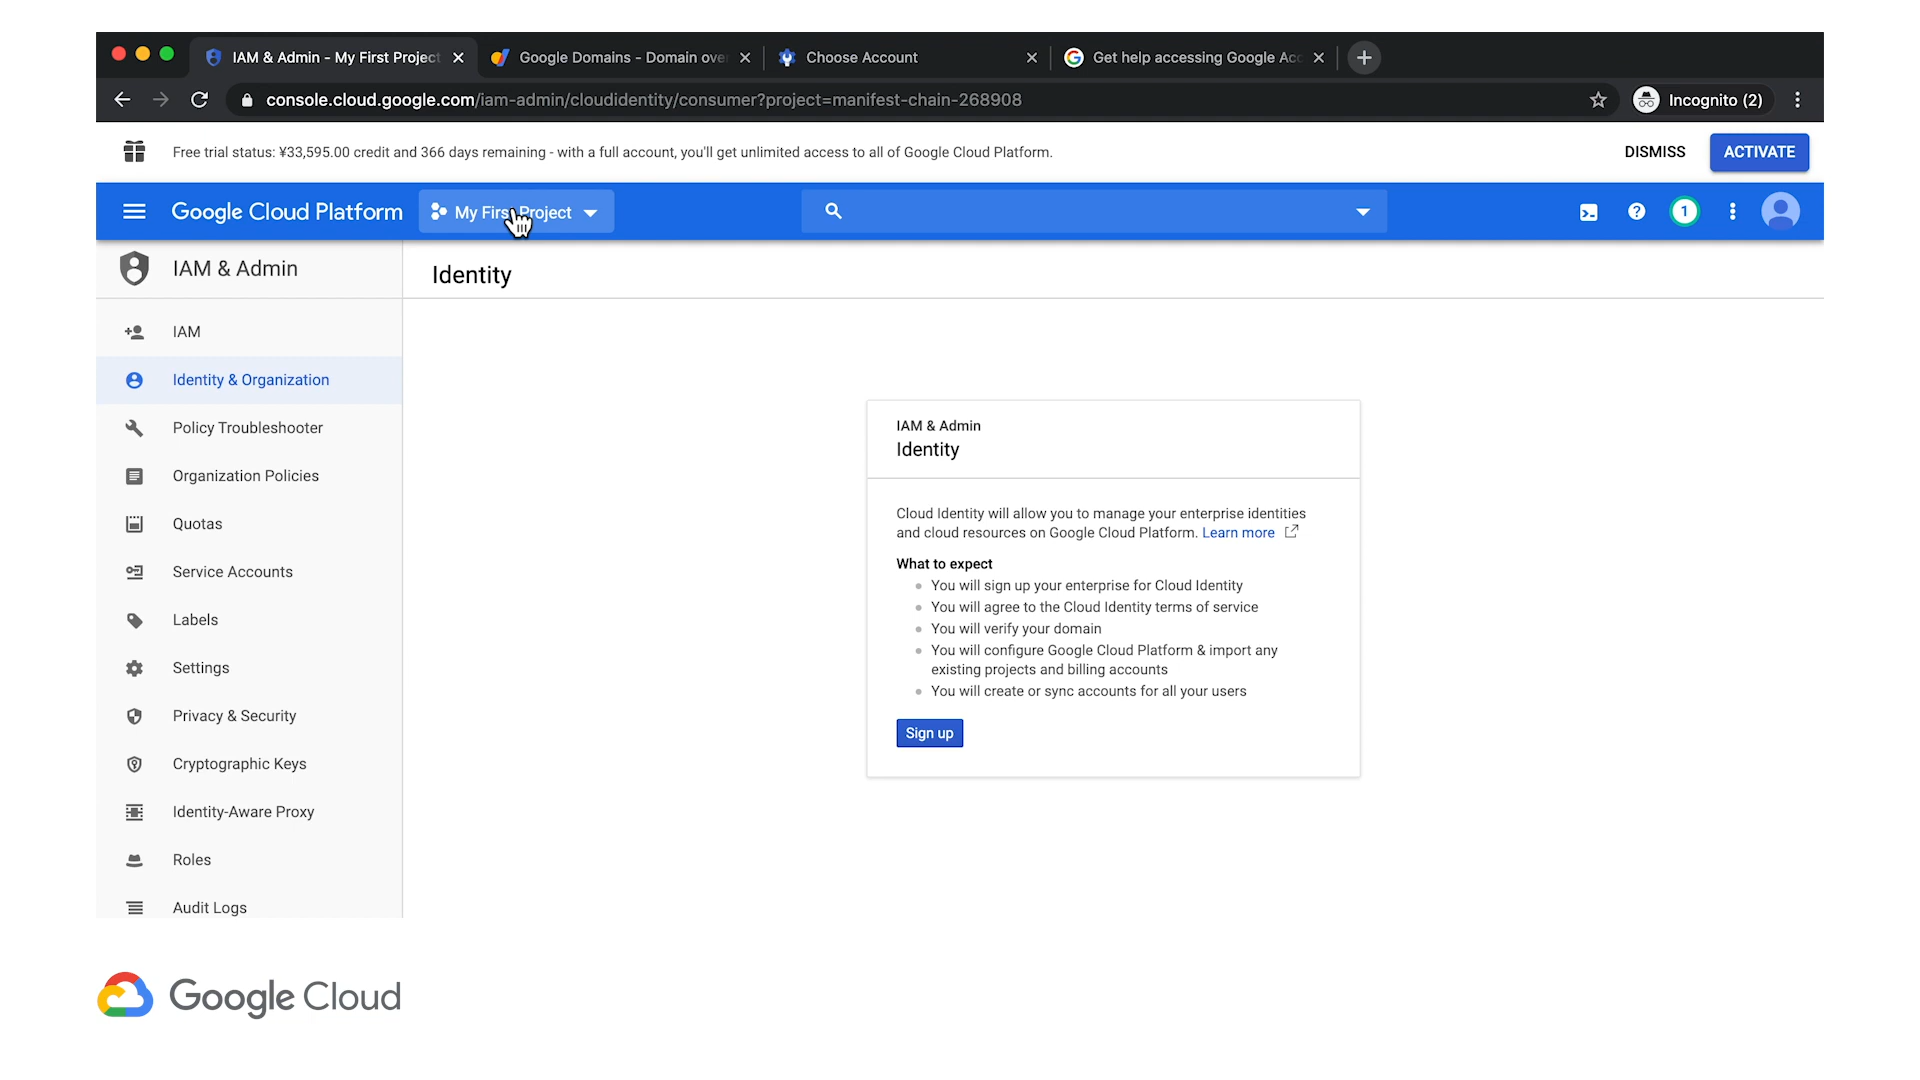 IAM & Admin - My First Project
Google Domains - Domain over
Choose Account
Get help accessing Google Acc
console.cloud.google.com/iam-admin/cloudidentity/consumer?project=manifest-chain-268908
Incognito (2)
Free trial status: ¥33,595.00 credit and 366 days remaining - with a full account, you'll get unlimited access to all of Google Cloud Platform.
DISMISS
ACTIVATE
Google Cloud Platform
My First Project
1
IAM & Admin
Identity
IAM
Identity & Organization
Policy Troubleshooter
Organization Policies
Quotas
Service Accounts
Labels
Settings
Privacy & Security
Cryptographic Keys
Identity-Aware Proxy
Roles
Audit Logs
IAM & Admin
Identity
Cloud Identity will allow you to manage your enterprise identities
and cloud resources on Google Cloud Platform. Learn more
What to expect
You will sign up your enterprise for Cloud Identity
You will agree to the Cloud Identity terms of service
You will verify your domain
You will configure Google Cloud Platform & import any
existing projects and billing accounts
You will create or sync accounts for all your users
Sign up
Google Cloud